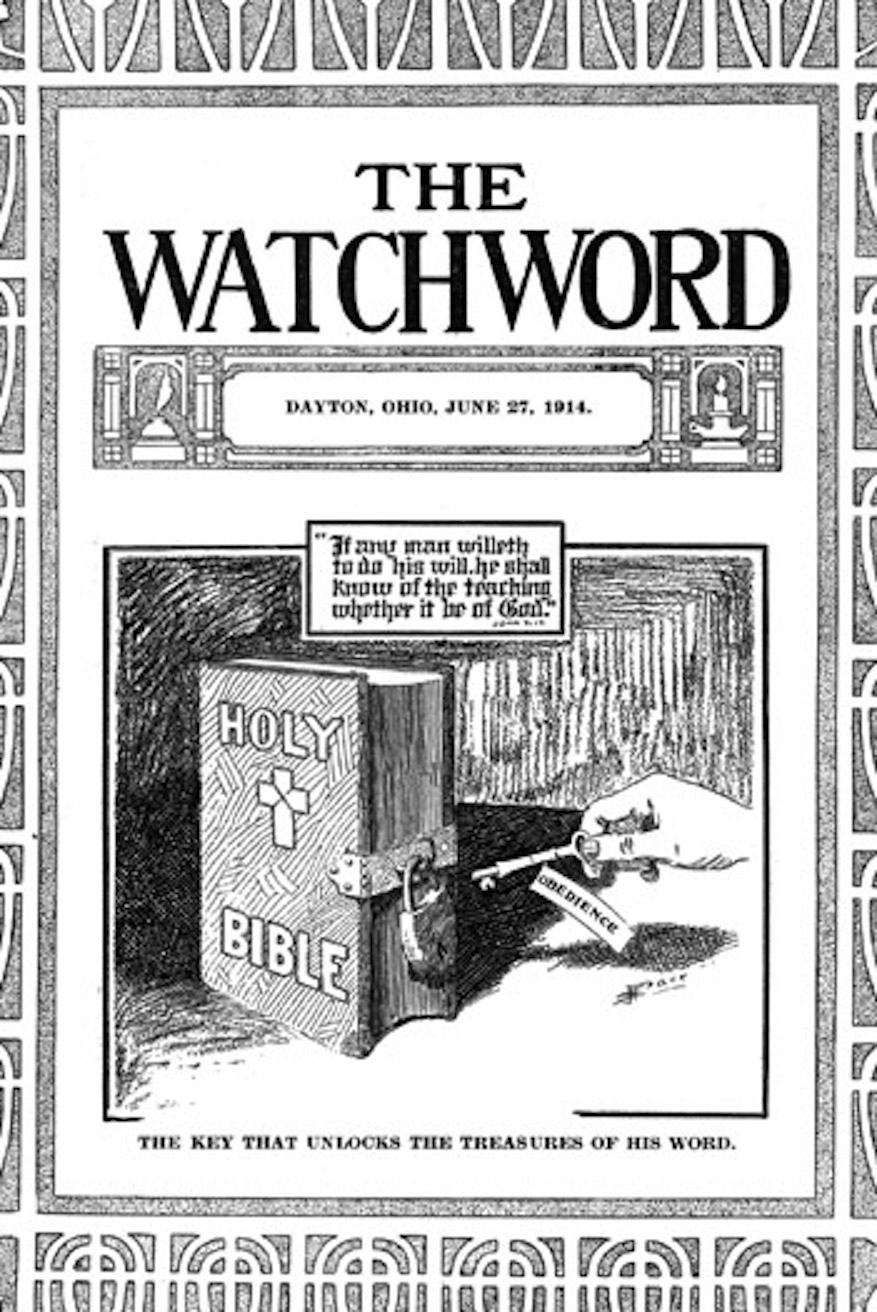 THE
WATCHWORD
DAYTON, OHIO, JUNE 27, 1914.
"If any man willeth
to do his will, he shall
know of the teaching
whether it be of God."
HOLY
BIBLE
OBEDIENCE
Pace
THE KEY THAT UNLOCKS THE TREASURES OF HIS WORD.